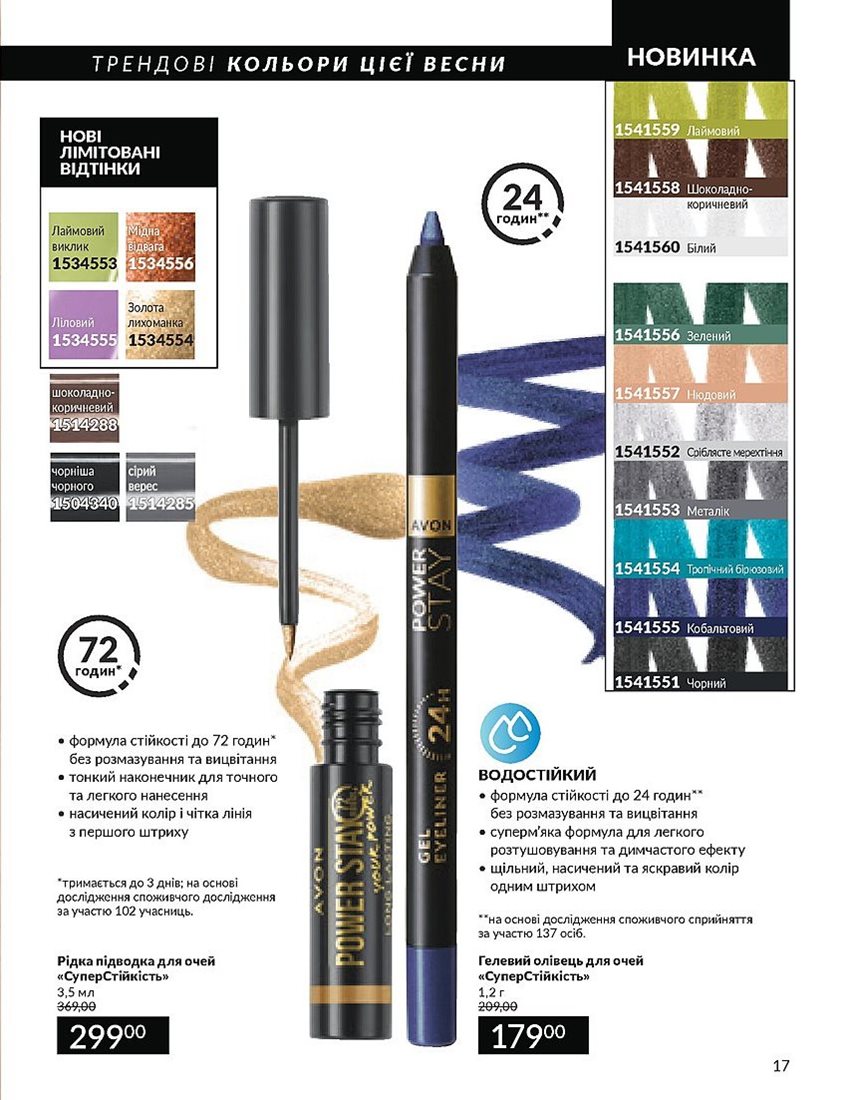 ТРЕНДОВІ КОЛЬОРИ ЦІЄЇ ВЕСНИ
НОВИНКА
НОВІ
ЛІМІТОВАНІ
ВІДТІНКИ
Лаймовий
виклик
1534553
Мідна
відвага
1534556
Ліловий
1534555
Золота
лихоманка
1534554
шоколадно-
коричневий
1514288
чорніша
чорного
1504340
сірий
верес
1514285
24
годин**
1541559 Лаймовий
1541558 Шоколадно-
коричневий
1541560 Білий
1541556 Зелений
1541557 Нюдовий
1541552 Сріблясте мерехтіння
1541553 Металік
1541554 Тропічний бірюзовий
1541555 Кобальтовий
1541551 Чорний
AVON
POWER
STAY
24H
GEL
EYELINER
72
годин*
• формула стійкості до 72 годин*
без розмазування та вицвітання
• тонкий наконечник для точного
та легкого нанесення
• насичений колір і чітка лінія
з першого штриху
*тримається до 3 днів; на основі
дослідження споживчого дослідження
за участю 102 учасниць.
Рідка підводка для очей
«СуперСтійкість»
3,5 мл
369,00
29900
AVON
POWER STAY
72
YOUR POWER
LONG LASTING
ВОДОСТІЙКИЙ
• формула стійкості до 24 годин**
без розмазування та вицвітання
• суперм’яка формула для легкого
розтушовування та димчастого ефекту
• щільний, насичений та яскравий колір
одним штрихом
**на основі дослідження споживчого сприйняття
за участю 137 осіб.
Гелевий олівець для очей
«СуперСтійкість»
1,2 г
209,00
17900
17